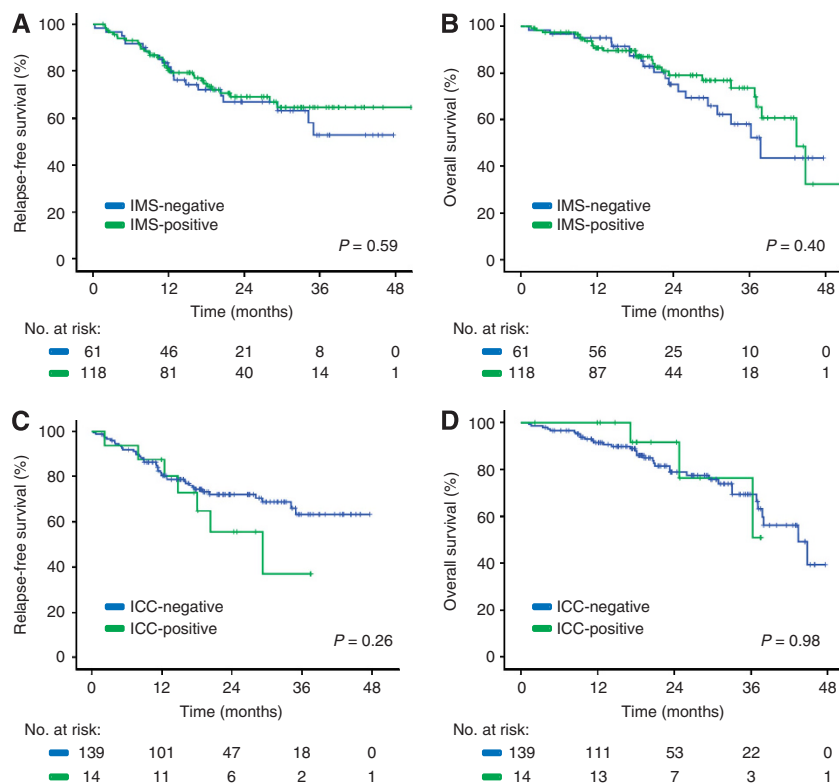 A
Relapse-free survival (%)
100
80
60
40
20
0
IMS-negative
IMS-positive
P = 0.59
0 12 24 36 48
Time (months)
No. at risk:
61 46 21 8 0
118 81 40 14 1
B
Overall survival (%)
100
80
60
40
20
0
IMS-negative
IMS-positive
P = 0.40
0 12 24 36 48
Time (months)
No. at risk:
61 56 25 10 0
118 87 44 18 1
C
Relapse-free survival (%)
100
80
60
40
20
0
ICC-negative
ICC-positive
P = 0.26
0 12 24 36 48
Time (months)
No. at risk:
139 101 47 18 0
14 11 6 2 1
D
Overall survival (%)
100
80
60
40
20
0
ICC-negative
ICC-positive
P = 0.98
0 12 24 36 48
Time (months)
No. at risk:
139 111 53 22 0
14 13 7 3 1